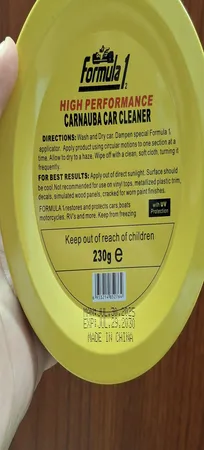 Formula 1®
HIGH PERFORMANCE
CARNAUBA CAR CLEANER
DIRECTIONS: Wash and Dry car. Dampen special Formula 1,
applicator. Apply product using circular motions to one section at a
time. Allow to dry to a haze. Wipe off with a clean, soft cloth, turning it
frequently.
FOR BEST RESULTS: Apply out of direct sunlight. Surface should
be cool. Not recommended for use on vinyl tops, metallized plastic trim,
decals, simulated wood panels, cracked for worn paint finishes.
FORMULA 1 restores and protects cars, boats
motorcycles, RV's and more. Keep from freezing
with UV
Protection
Keep out of reach of children
230g e
MAN:JUL.30.2025
EXP:JUL.29.2030
MADE IN CHINA